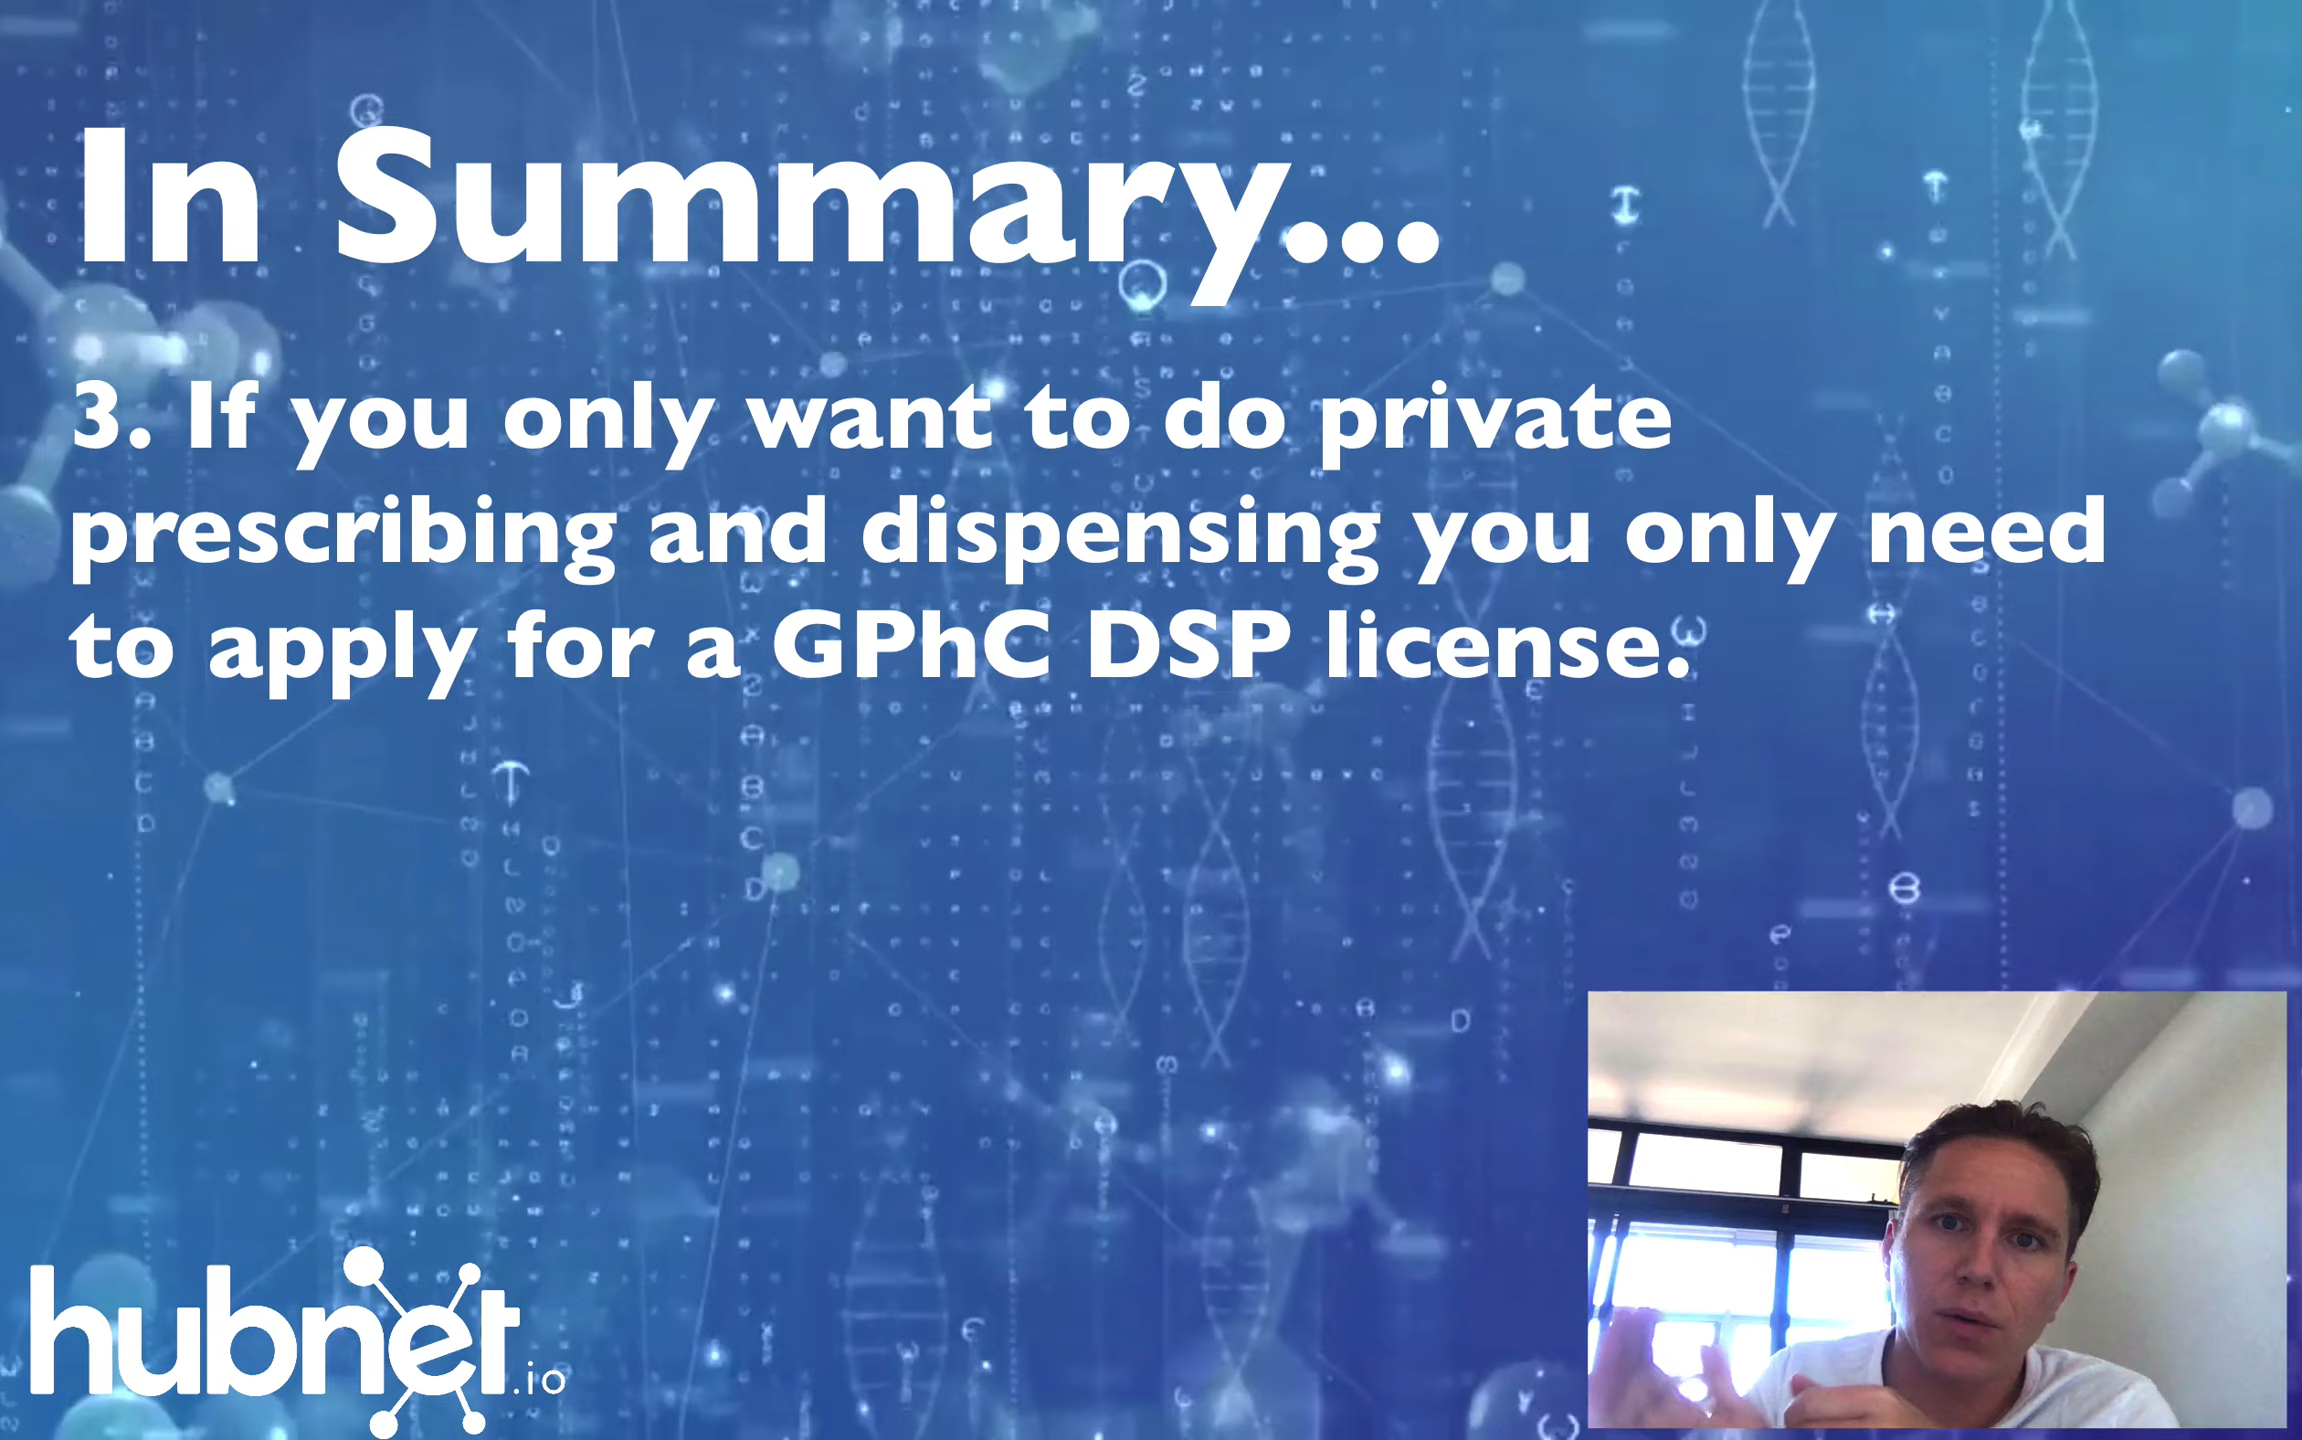 In Summary...
3. If you only want to do private
prescribing and dispensing you only need
to apply for a GPhC DSP license.
hubnet.io